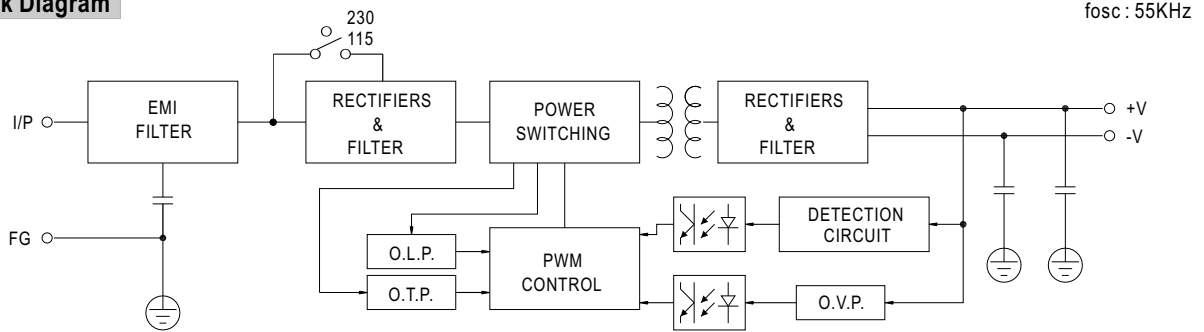 k Diagram
fosc : 55KHz
230
115
I/P
EMI
FILTER
RECTIFIERS
&
FILTER
POWER
SWITCHING
RECTIFIERS
&
FILTER
+V
-V
FG
O.L.P.
O.T.P.
PWM
CONTROL
DETECTION
CIRCUIT
O.V.P.